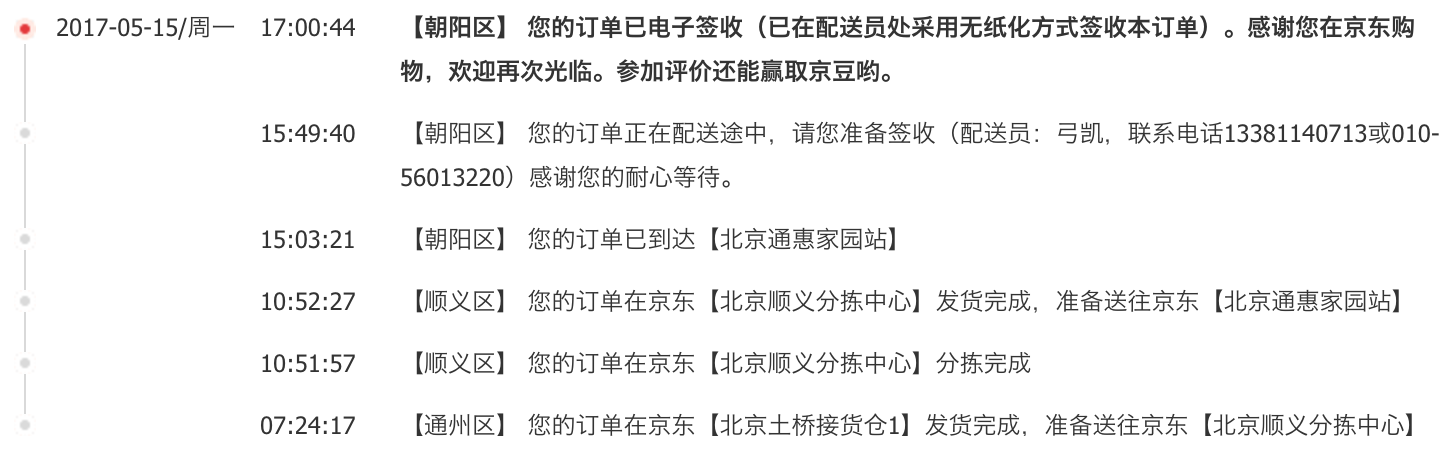 2017-05-15/周一 17:00:44 【朝阳区】 您的订单已电子签收（已在配送员处采用无纸化方式签收本订单）。感谢您在京东购
物，欢迎再次光临。参加评价还能赢取京豆哟。
15:49:40 【朝阳区】 您的订单正在配送途中，请您准备签收（配送员：弓凯，联系电话13381140713或010-
56013220）感谢您的耐心等待。
15:03:21 【朝阳区】 您的订单已到达【北京通惠家园站】
10:52:27 【顺义区】 您的订单在京东【北京顺义分拣中心】发货完成，准备送往京东【北京通惠家园站】
10:51:57 【顺义区】 您的订单在京东【北京顺义分拣中心】分拣完成
07:24:17 【通州区】 您的订单在京东【北京土桥接货仓1】发货完成，准备送往京东【北京顺义分拣中心】